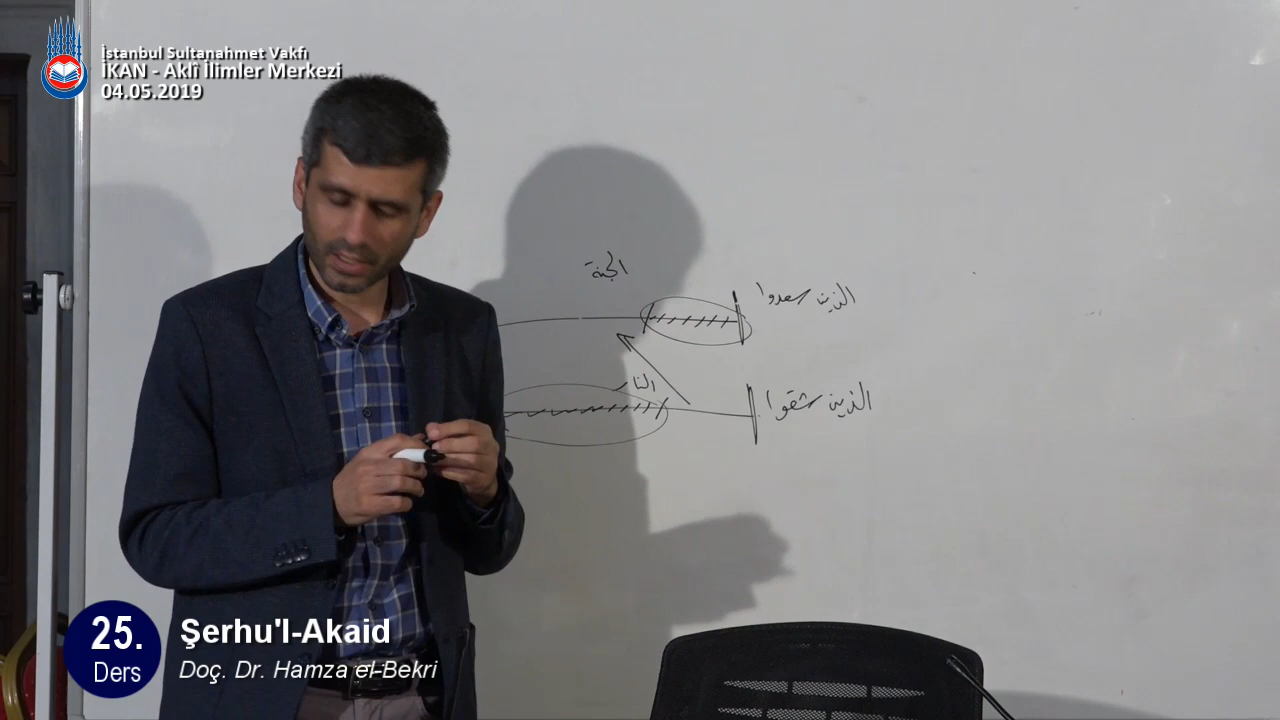 İstanbul Sultanahmet Vakfı
İKAN - Aklî İlimler Merkezi
04.05.2019
الجنة
الذين سعدوا
النار
الذين شقوا
25.
Ders
Şerhu'l-Akaid
Doç. Dr. Hamza el-Bekri